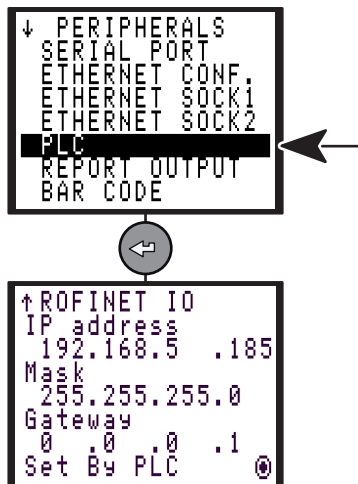 ↓ PERIPHERALS
SERIAL PORT
ETHERNET CONF.
ETHERNET SOCK1
ETHERNET SOCK2
PLC
REPORT OUTPUT
BAR CODE
↑ROFINET IO
IP address
192.168.5 .185
Mask
255.255.255.0
Gateway
0 .0 .0 .1
Set By PLC